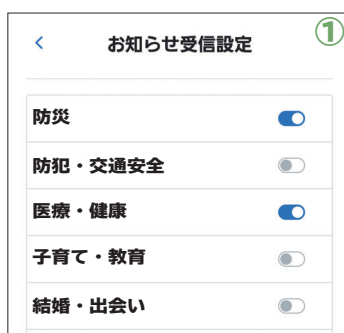 お知らせ受信設定
①
防災
防犯・交通安全
医療・健康
子育て・教育
結婚・出会い